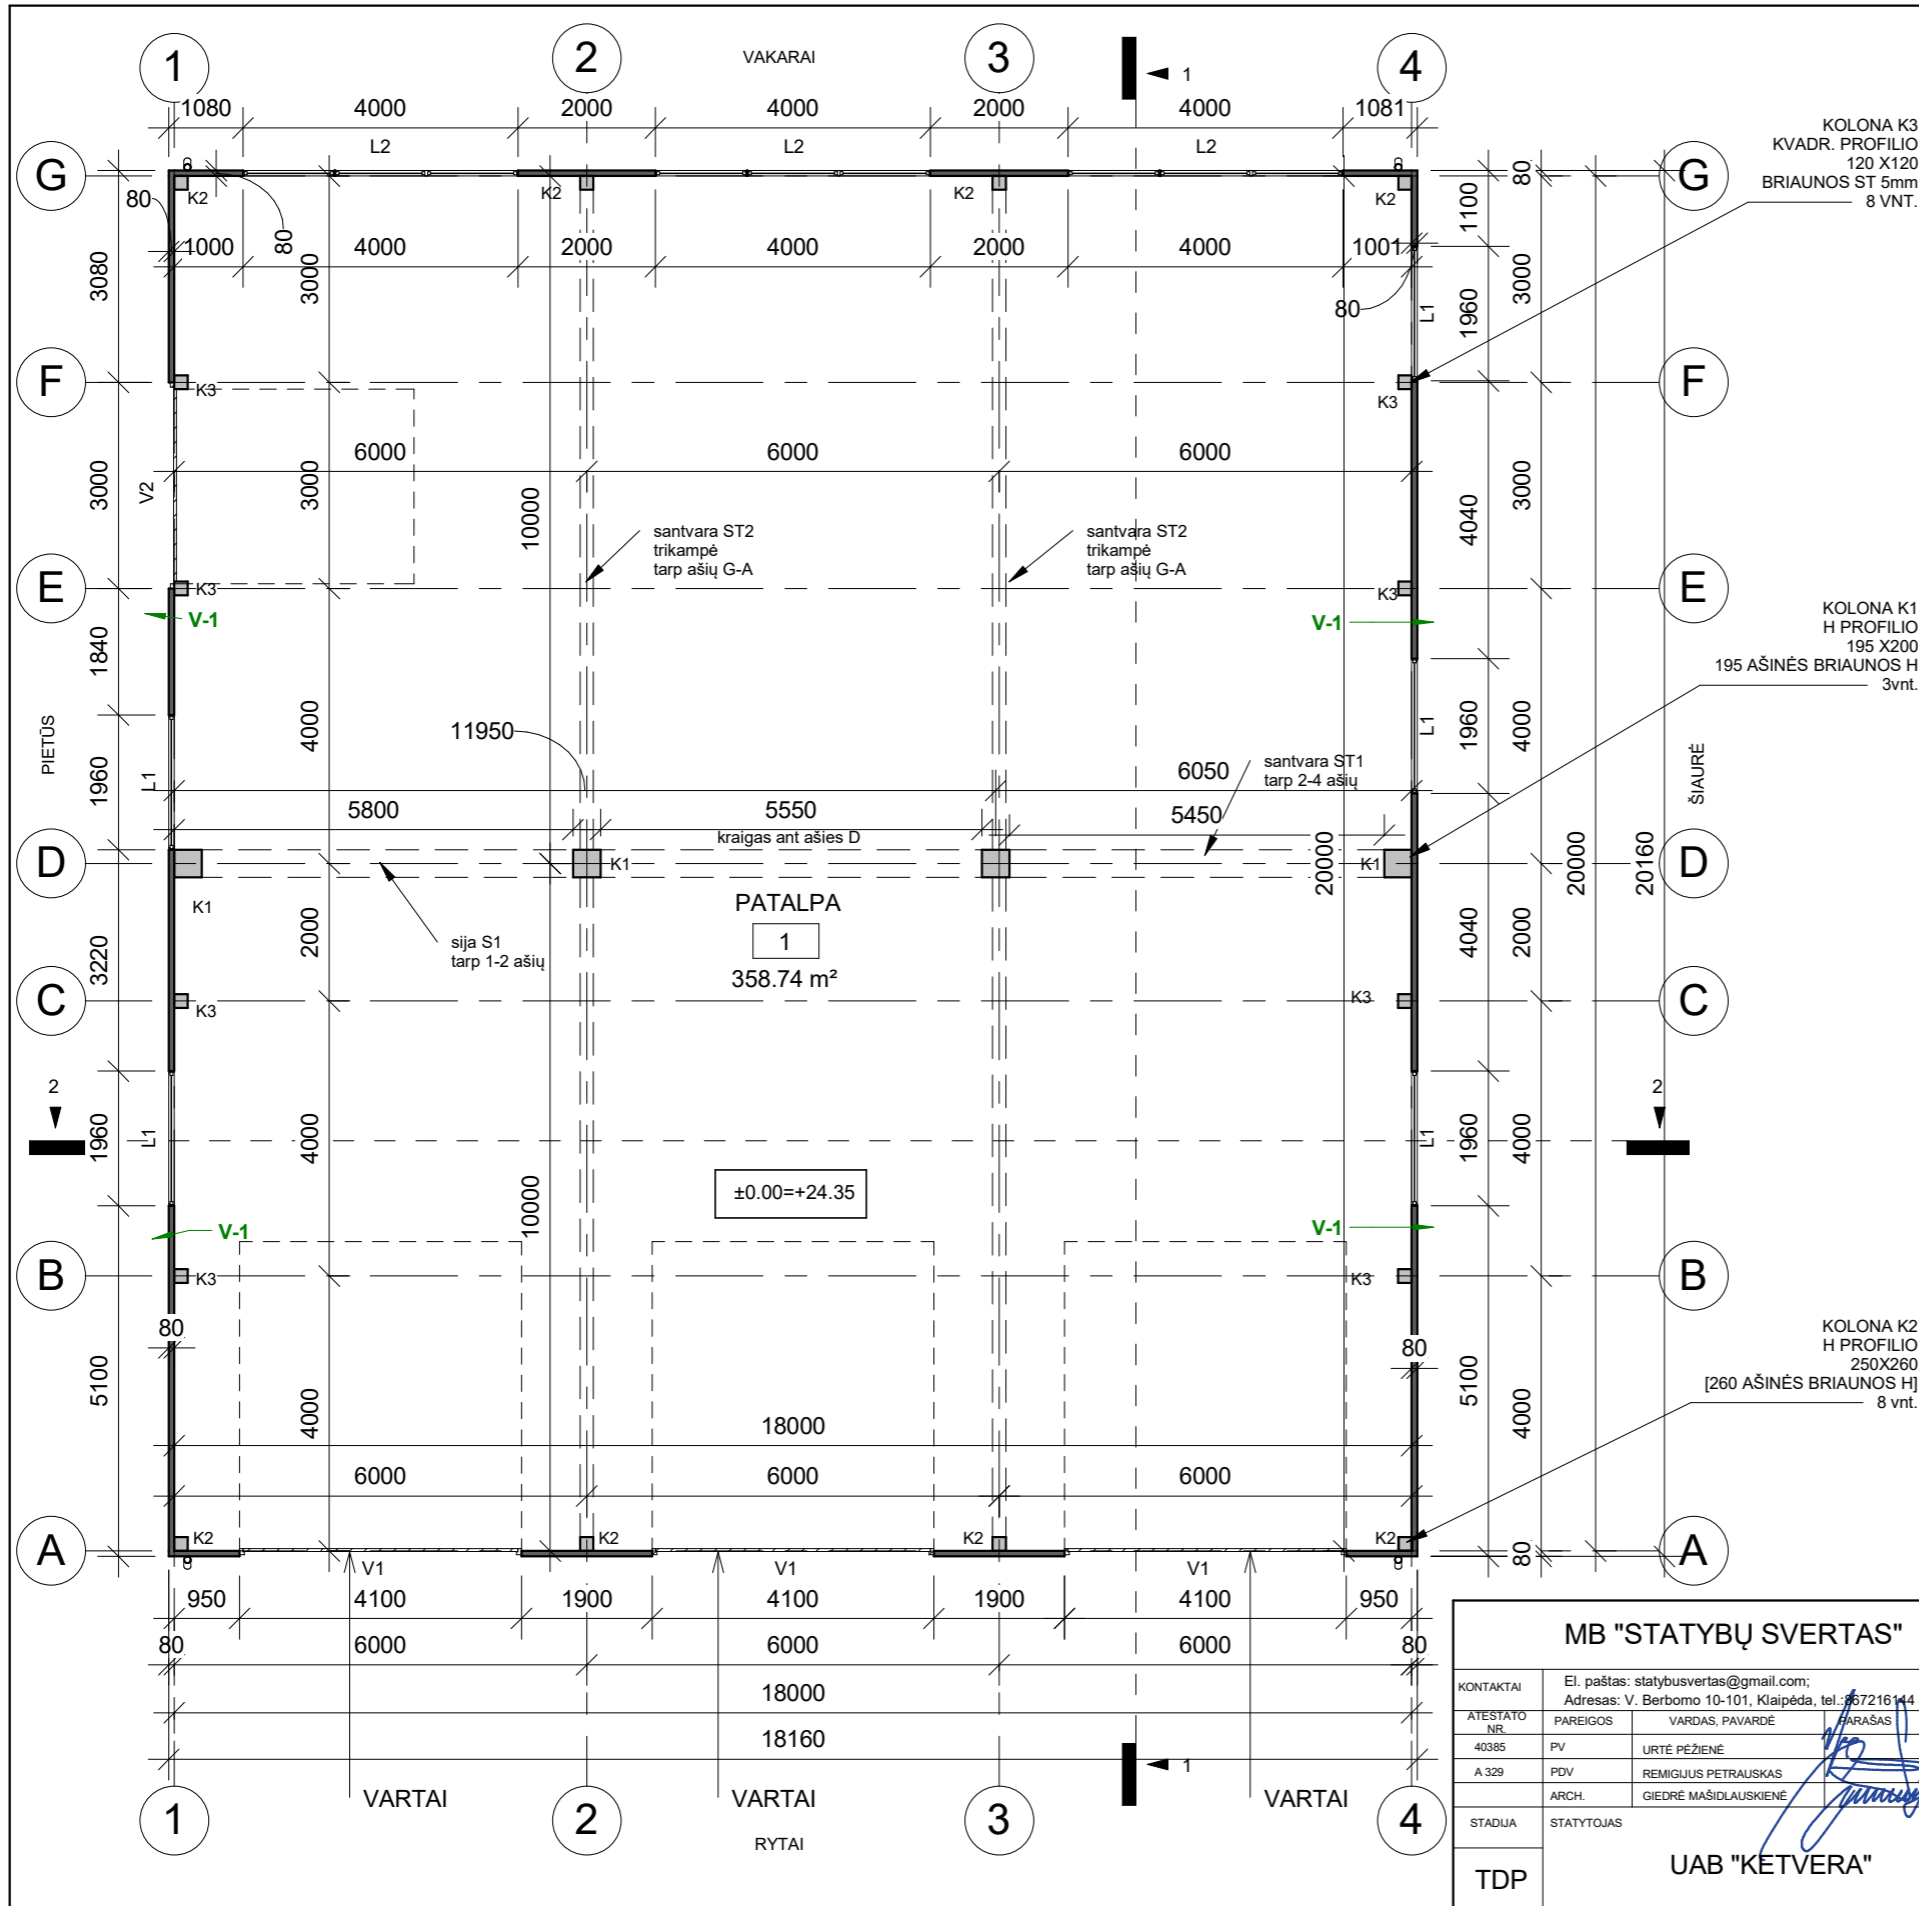 1
2
3
4
VAKARAI
1
1080
4000
2000
4000
2000
4000
1081
L2
L2
L2
KOLONA K3
KVADR. PROFILIO
120 X120
BRIAUNOS ST 5mm
8 VNT.
G
G
K2
K2
K2
K2
80
80
80
1100
1000
4000
2000
4000
2000
4000
1001
3080
3000
3000
1960
80
L1
F
F
K3
K3
6000
6000
6000
V2
3000
3000
10000
4040
3000
santvara ST2
trikampė
tarp ašių G-A
santvara ST2
trikampė
tarp ašių G-A
E
E
K3
K3
V-1
V-1
KOLONA K1
H PROFILIO
195 X200
195 AŠINĖS BRIAUNOS H
3vnt.
1840
PIETŪS
1960
L1
4000
11950
6050
santvara ST1
tarp 2-4 ašių
L1
1960
4000
ŠIAURĖ
5800
5550
5450
kraigas ant ašies D
D
D
K1
K1
K1
20000
20000
20160
PATALPA
1
358.74 m²
sija S1
tarp 1-2 ašių
3220
2000
4040
2000
C
C
K3
K3
2
2
1960
L1
4000
10000
L1
1960
4000
±0.00=+24.35
V-1
V-1
B
B
K3
K3
80
80
KOLONA K2
H PROFILIO
250X260
[260 AŠINĖS BRIAUNOS H]
8 vnt.
5100
4000
5100
4000
18000
6000
6000
6000
A
A
K2
K2
K2
K2
80
V1
V1
V1
950
4100
1900
4100
1900
4100
950
80
6000
6000
6000
80
18000
18160
1
VARTAI
VARTAI
VARTAI
1
2
3
4
RYTAI
MB "STATYBŲ SVERTAS"
KONTAKTAI
El. paštas: statybusvertas@gmail.com;
Adresas: V. Berbomo 10-101, Klaipėda, tel.:867216144
ATESTATO NR.
PAREIGOS
VARDAS, PAVARDĖ
PARAŠAS
40385
PV
URTĖ PĖŽIENĖ
A 329
PDV
REMIGIJUS PETRAUSKAS
ARCH.
GIEDRĖ MAŠIDLAUSKIENĖ
STADIJA
STATYTOJAS
TDP
UAB "KETVERA"